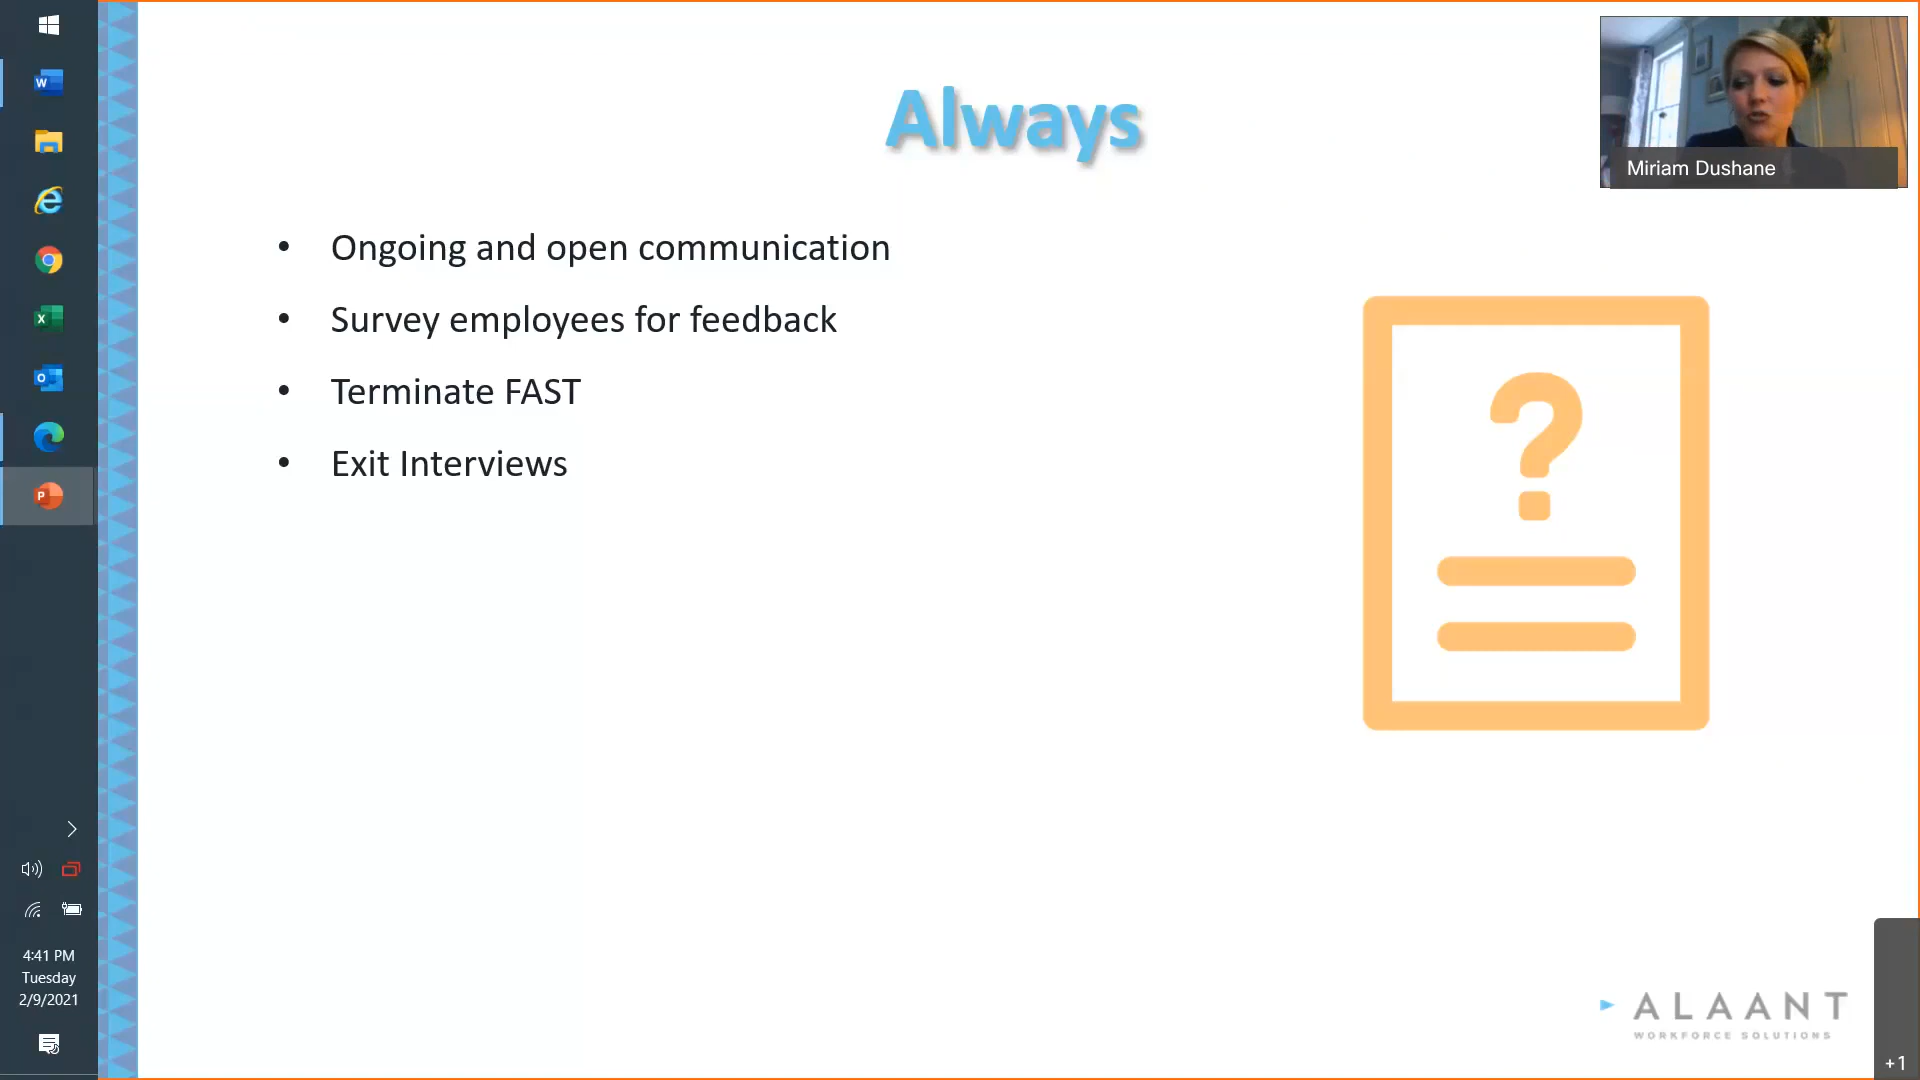 Always
Miriam Dushane
• Ongoing and open communication
• Survey employees for feedback
• Terminate FAST
• Exit Interviews
?
4:41 PM
Tuesday
2/9/2021
ALAANT
WORKFORCE SOLUTIONS
+1